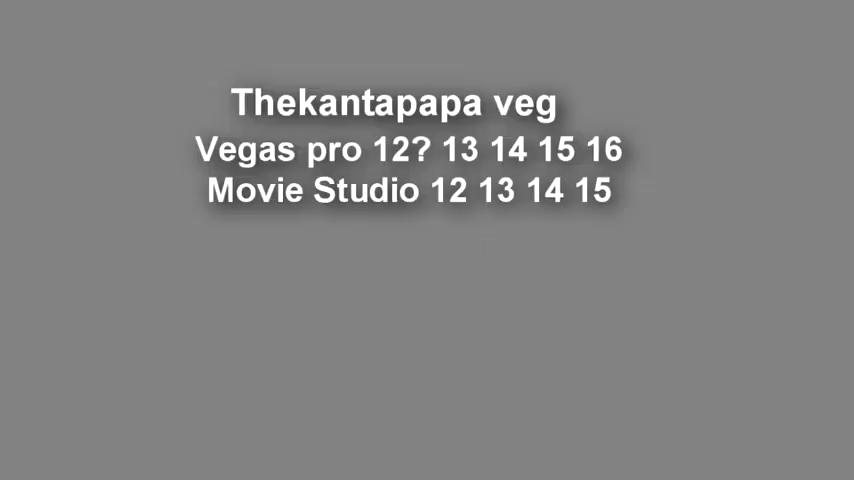 Thekantapapa veg
Vegas pro 12? 13 14 15 16
Movie Studio 12 13 14 15